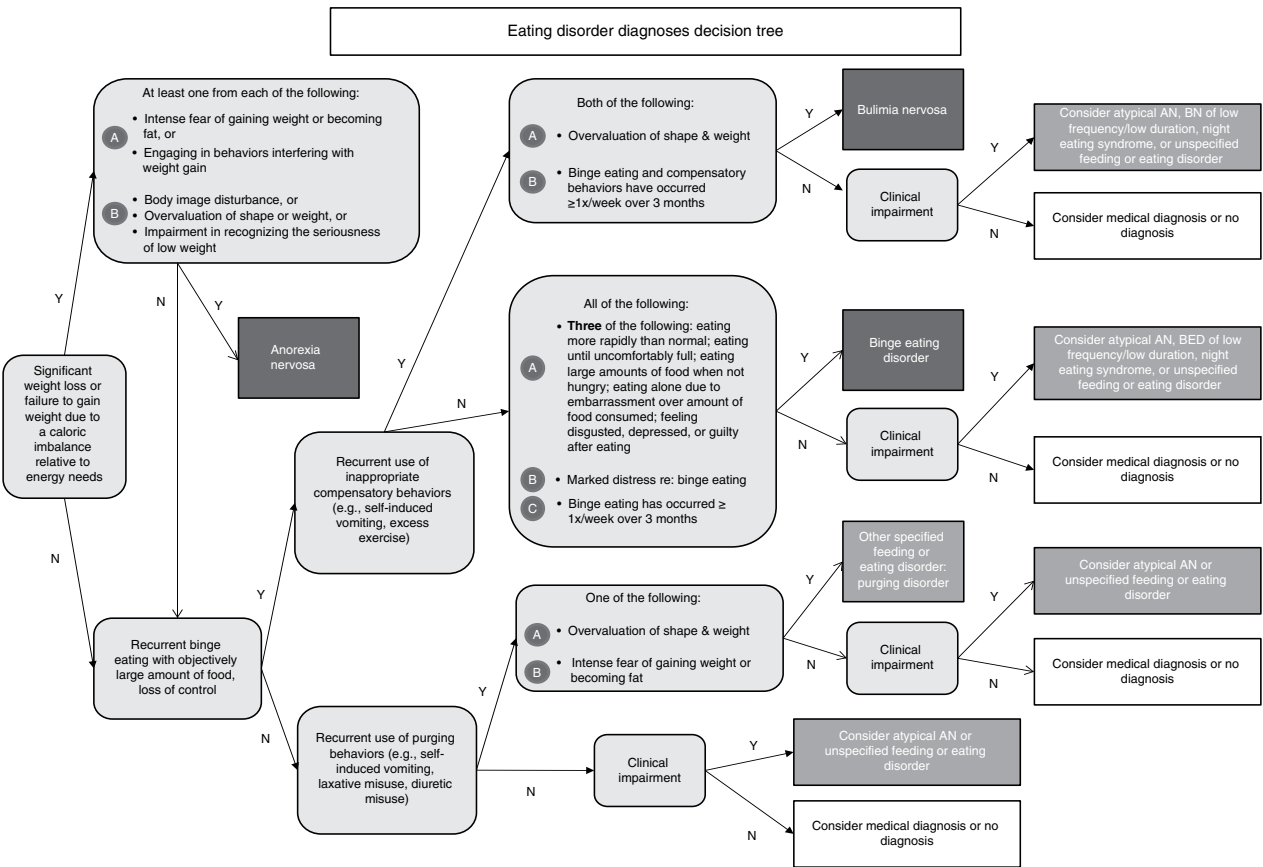 Eating disorder diagnoses decision tree
At least one from each of the following:
A
• Intense fear of gaining weight or becoming
fat, or
• Engaging in behaviors interfering with
weight gain
B
• Body image disturbance, or
• Overvaluation of shape or weight, or
• Impairment in recognizing the seriousness
of low weight
Y
N
Y
Anorexia
nervosa
Significant
weight loss or
failure to gain
weight due to
a caloric
imbalance
relative to
energy needs
N
Recurrent binge
eating with objectively
large amount of food,
loss of control
Y
N
Recurrent use of
inappropriate
compensatory behaviors
(e.g., self-induced
vomiting, excess
exercise)
Y
N
Recurrent use of purging
behaviors (e.g., self-
induced vomiting,
laxative misuse, diuretic
misuse)
Y
N
Both of the following:
A
• Overvaluation of shape & weight
B
• Binge eating and compensatory
behaviors have occurred
≥1x/week over 3 months
Y
N
Bulimia nervosa
Clinical
impairment
Y
N
Consider atypical AN, BN of low
frequency/low duration, night
eating syndrome, or unspecified
feeding or eating disorder
Consider medical diagnosis or no
diagnosis
All of the following:
A
• Three of the following: eating
more rapidly than normal; eating
until uncomfortably full; eating
large amounts of food when not
hungry; eating alone due to
embarrassment over amount of
food consumed; feeling
disgusted, depressed, or guilty
after eating
B
• Marked distress re: binge eating
C
• Binge eating has occurred ≥
1x/week over 3 months
Y
N
Binge eating
disorder
Clinical
impairment
Y
N
Consider atypical AN, BED of low
frequency/low duration, night
eating syndrome, or unspecified
feeding or eating disorder
Consider medical diagnosis or no
diagnosis
One of the following:
A
• Overvaluation of shape & weight
B
• Intense fear of gaining weight or
becoming fat
Y
N
Other specified
feeding or
eating disorder:
purging disorder
Clinical
impairment
Y
N
Consider atypical AN or
unspecified feeding or eating
disorder
Consider medical diagnosis or no
diagnosis
Clinical
impairment
Y
N
Consider atypical AN or
unspecified feeding or eating
disorder
Consider medical diagnosis or no
diagnosis